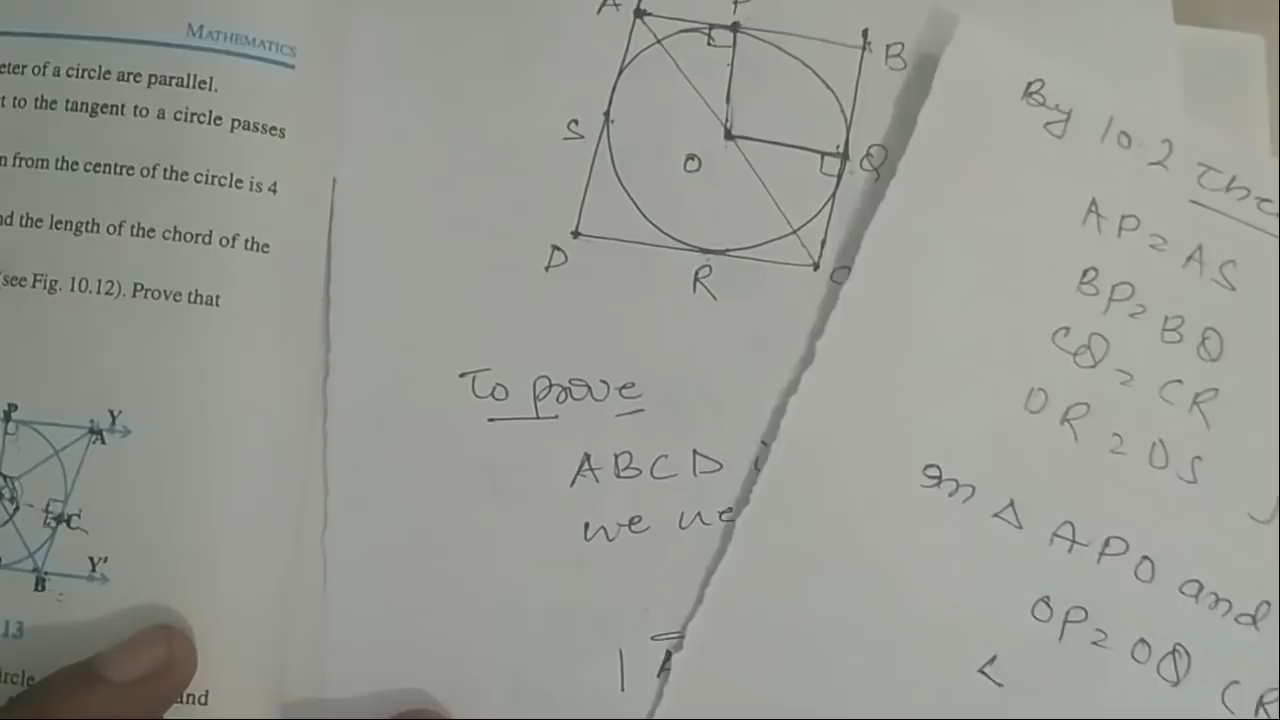 MATHEMATICS
eter of a circle are parallel.
t to the tangent to a circle passes
n from the centre of the circle is 4
nd the length of the chord of the
(see Fig. 10.12). Prove that
P
Y
A
C
B
Y'
13
ircle
and
A
P
B
S
O
Q
D
R
C
To prove
ABCD
we ne
By 10.2 The
AP = AS
BP = BQ
CQ = CR
DR = DS
In Δ APO and
OP = OQ (R